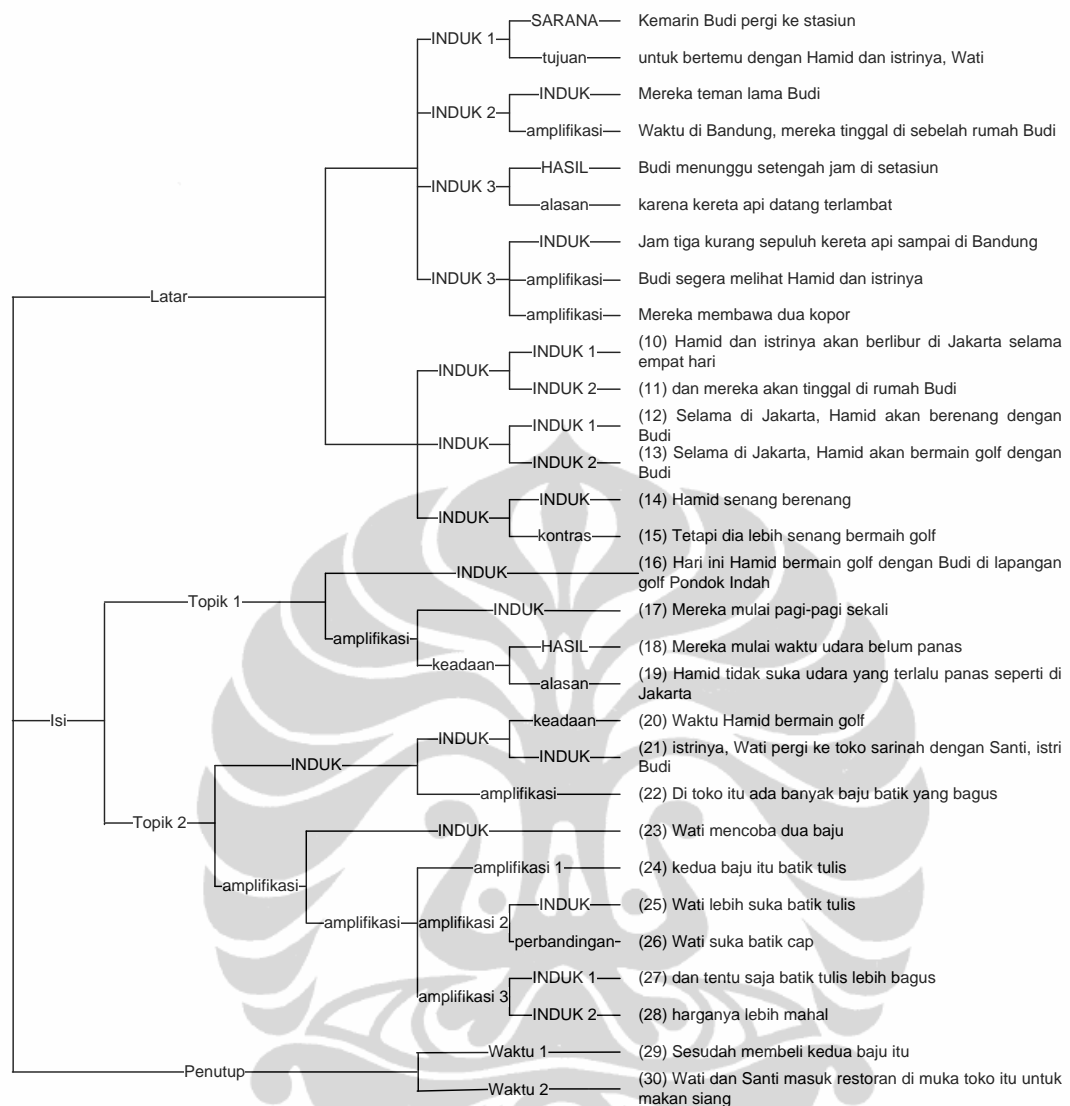 SARANA Kemarin Budi pergi ke stasiun
INDUK 1
tujuan untuk bertemu dengan Hamid dan istrinya, Wati
INDUK Mereka teman lama Budi
INDUK 2
amplifikasi Waktu di Bandung, mereka tinggal di sebelah rumah Budi
HASIL Budi menunggu setengah jam di setasiun
INDUK 3
alasan karena kereta api datang terlambat
INDUK Jam tiga kurang sepuluh kereta api sampai di Bandung
INDUK 3 amplifikasi Budi segera melihat Hamid dan istrinya
Latar
amplifikasi Mereka membawa dua kopor
INDUK 1 (10) Hamid dan istrinya akan berlibur di Jakarta selama
empat hari
INDUK
INDUK 2 (11) dan mereka akan tinggal di rumah Budi
INDUK 1 (12) Selama di Jakarta, Hamid akan berenang dengan
Budi
INDUK
INDUK 2 (13) Selama di Jakarta, Hamid akan bermain golf dengan
Budi
INDUK (14) Hamid senang berenang
INDUK
kontras (15) Tetapi dia lebih senang bermaih golf
INDUK (16) Hari ini Hamid bermain golf dengan Budi di lapangan
golf Pondok Indah
Topik 1
INDUK (17) Mereka mulai pagi-pagi sekali
amplifikasi
HASIL (18) Mereka mulai waktu udara belum panas
keadaan
alasan (19) Hamid tidak suka udara yang terlalu panas seperti di
Jakarta
Isi
keadaan (20) Waktu Hamid bermain golf
INDUK
INDUK (21) istrinya, Wati pergi ke toko sarinah dengan Santi, istri
Budi
INDUK
amplifikasi (22) Di toko itu ada banyak baju batik yang bagus
Topik 2
INDUK (23) Wati mencoba dua baju
amplifikasi 1 (24) kedua baju itu batik tulis
amplifikasi
INDUK (25) Wati lebih suka batik tulis
amplifikasi amplifikasi 2
perbandingan (26) Wati suka batik cap
INDUK 1 (27) dan tentu saja batik tulis lebih bagus
amplifikasi 3
INDUK 2 (28) harganya lebih mahal
Waktu 1 (29) Sesudah membeli kedua baju itu
Penutup
Waktu 2 (30) Wati dan Santi masuk restoran di muka toko itu untuk
makan siang